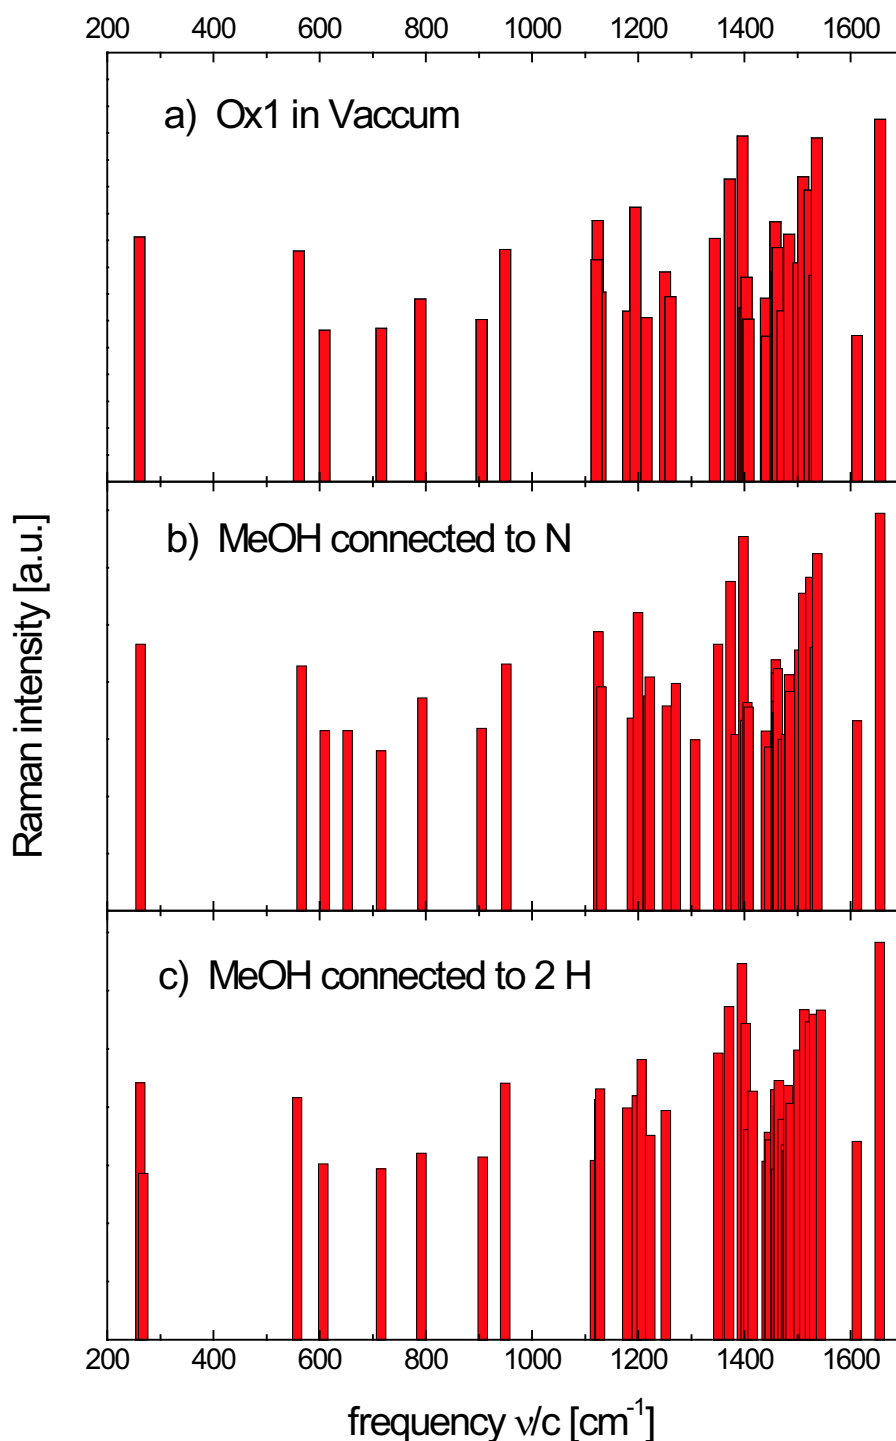 200 400 600 800 1000 1200 1400 1600
a) Ox1 in Vaccum
b) MeOH connected to N
c) MeOH connected to 2 H
Raman intensity [a.u.]
200 400 600 800 1000 1200 1400 1600
frequency ν/c [cm⁻¹]